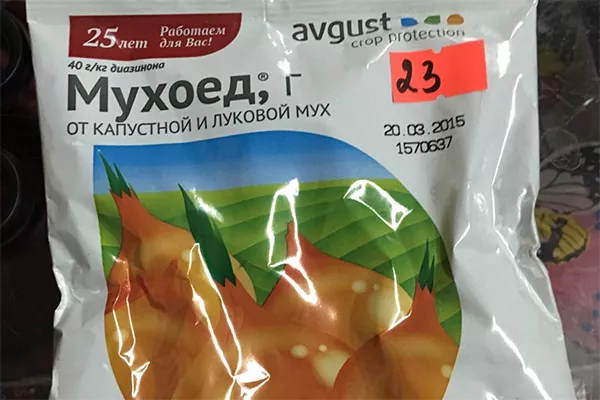 25 лет Работаем
для Вас!
avgust
crop protection
40 г/кг диазинона
Мухоед,® Г
23
ОТ КАПУСТНОЙ И ЛУКОВОЙ МУХ
20.03.2015
1570637